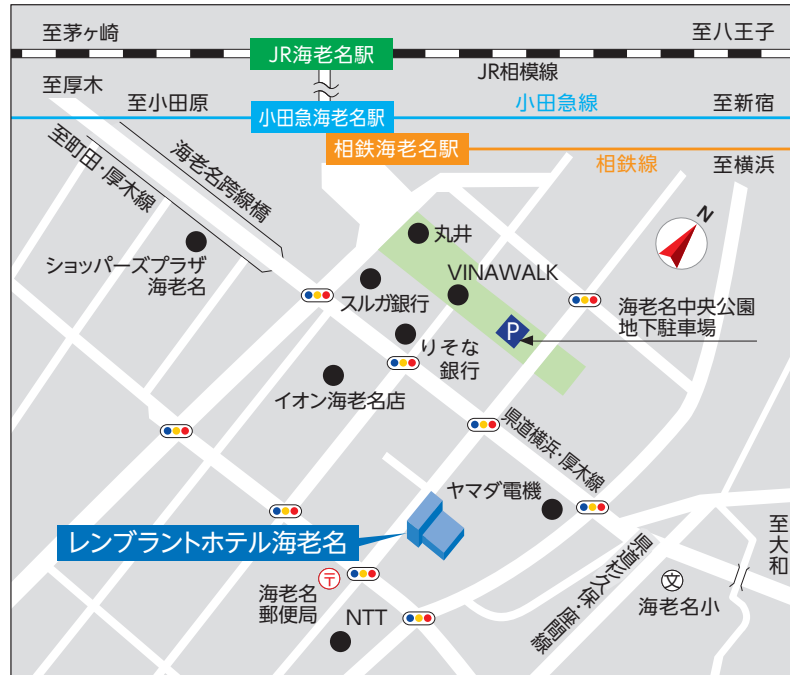 至茅ヶ崎
至八王子
JR海老名駅
JR相模線
至厚木
至小田原
小田急海老名駅
小田急線
至新宿
相鉄海老名駅
相鉄線
至横浜
至町田・厚木線
海老名跨線橋
N
丸井
ショッパーズプラザ
海老名
VINAWALK
スルガ銀行
海老名中央公園
地下駐車場
P
りそな
銀行
イオン海老名店
県道横浜・厚木線
ヤマダ電機
レンブラントホテル海老名
至大和
県道杉久保・座間線
〒
海老名
郵便局
文
海老名小
NTT